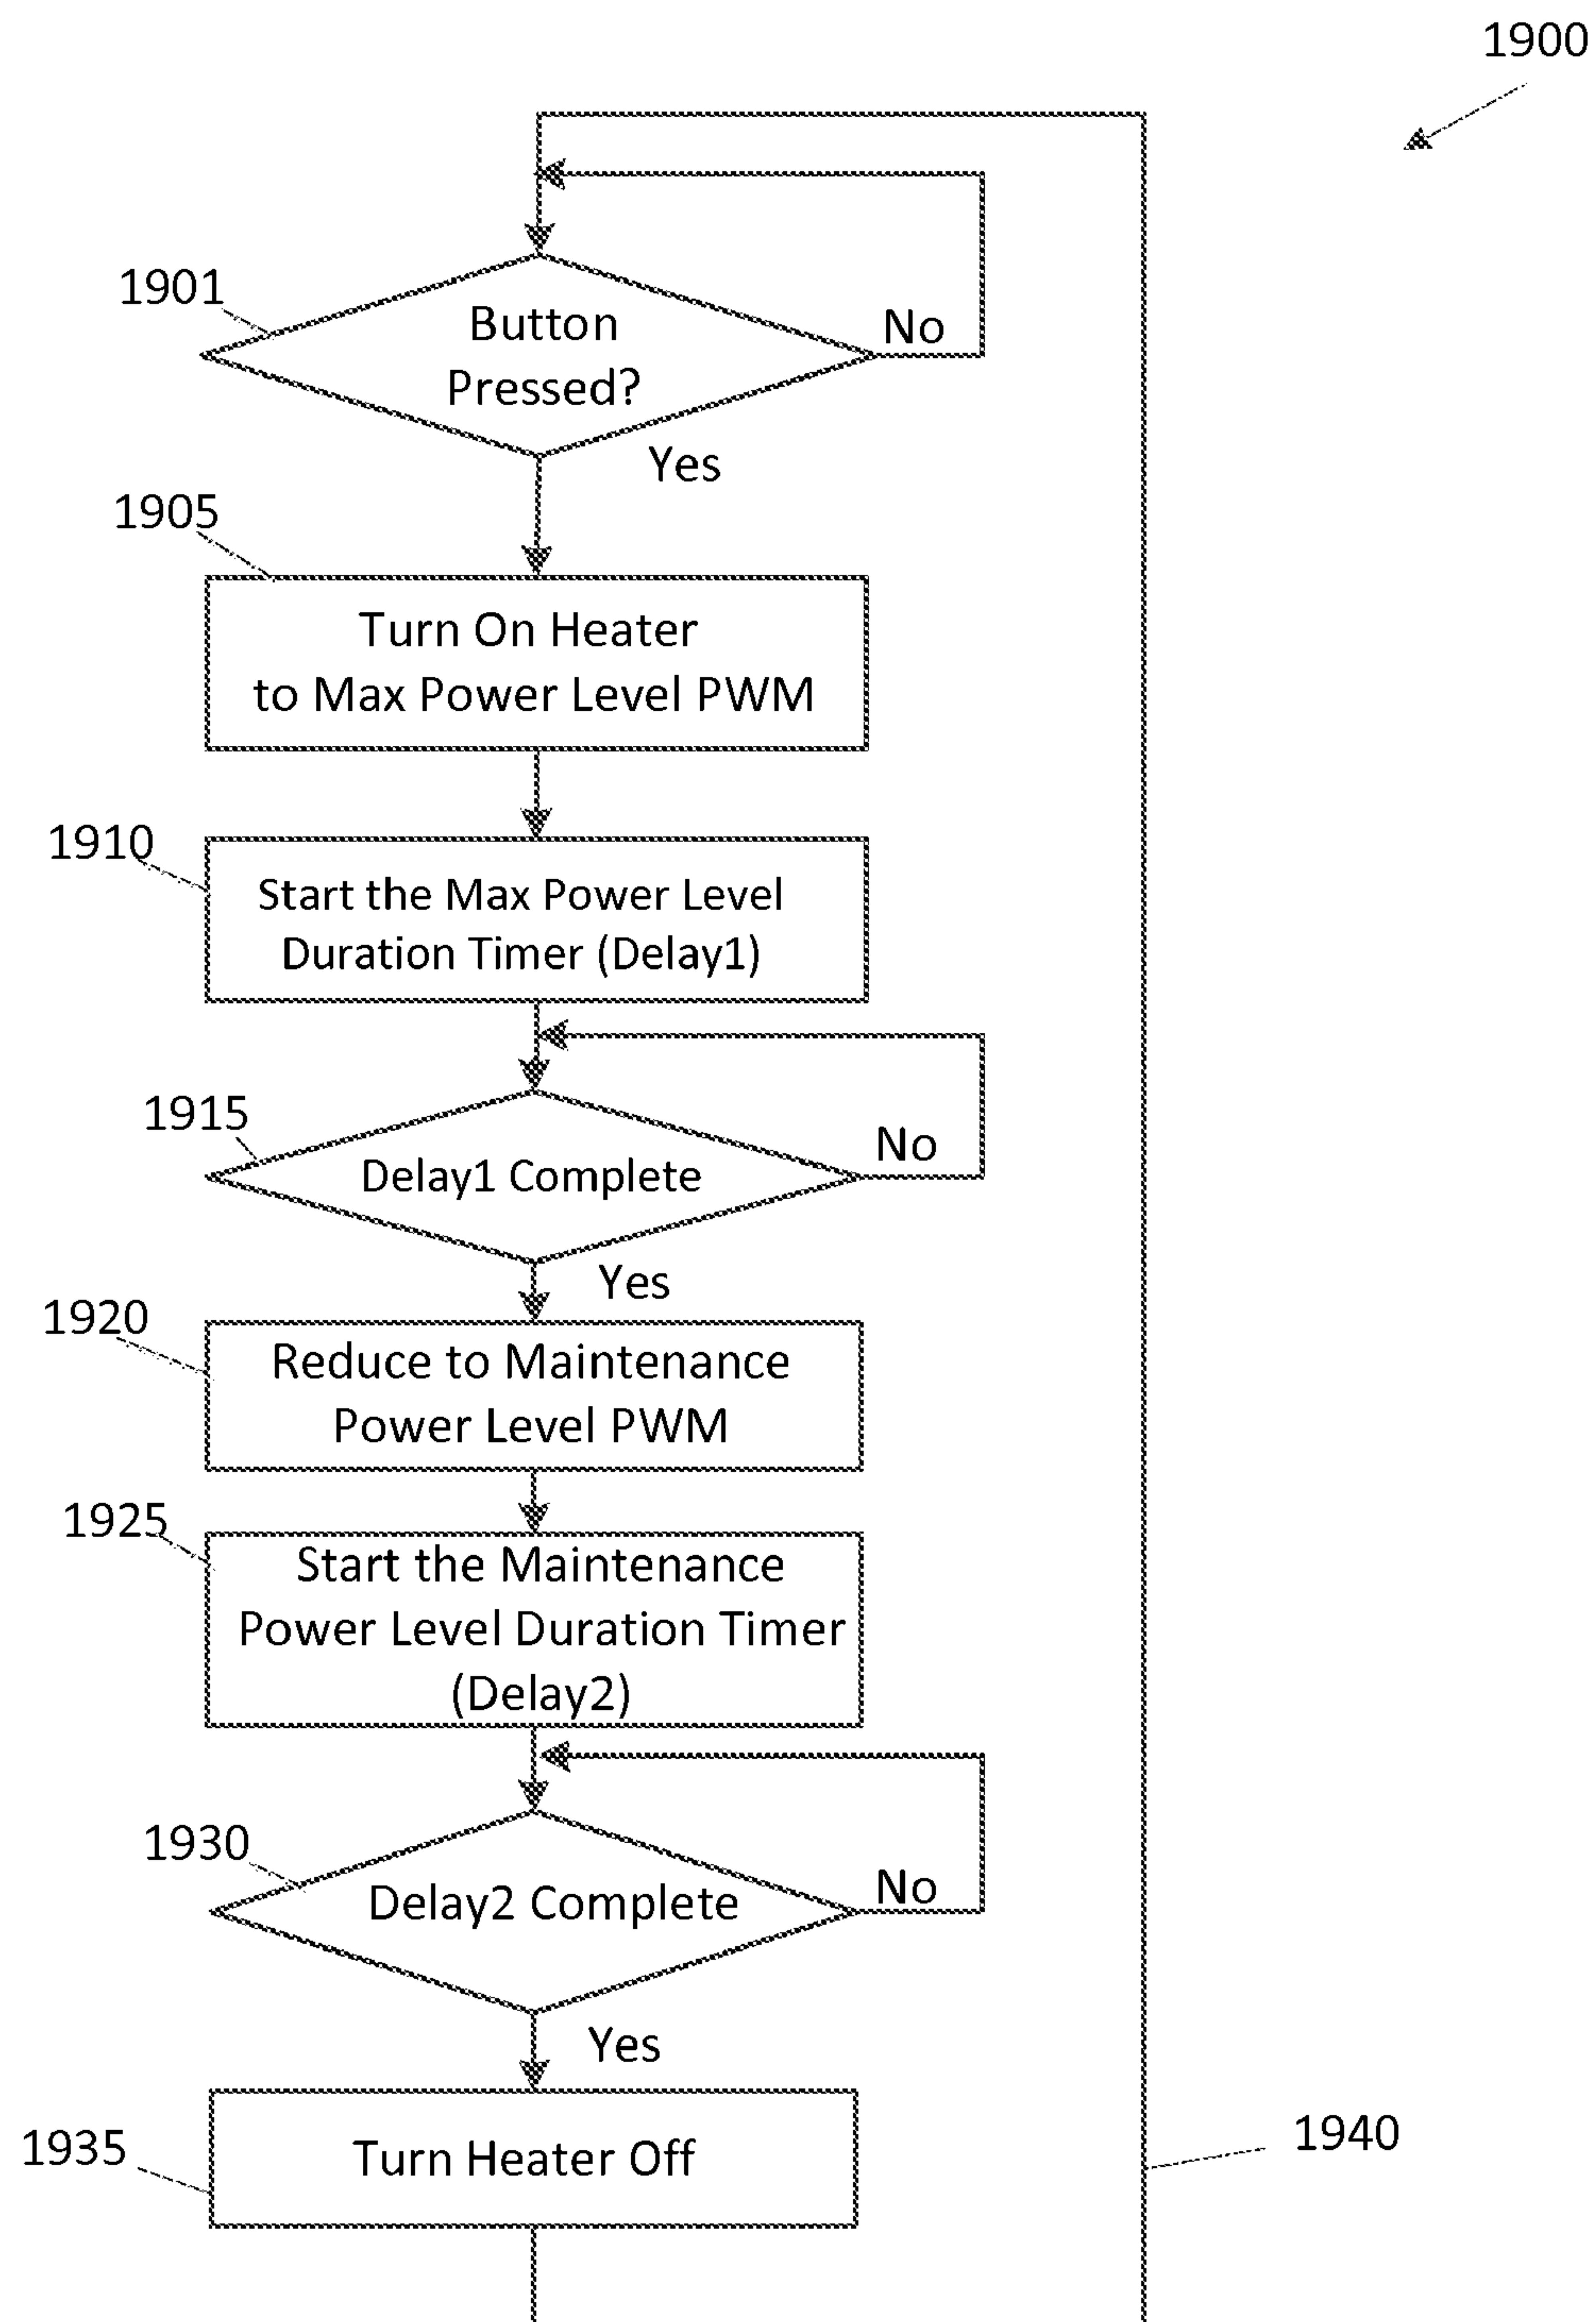 1900
1901
Button
Pressed?
No
Yes
1905
Turn On Heater
to Max Power Level PWM
1910
Start the Max Power Level
Duration Timer (Delay1)
1915
Delay1 Complete
No
Yes
1920
Reduce to Maintenance
Power Level PWM
1925
Start the Maintenance
Power Level Duration Timer
(Delay2)
1930
Delay2 Complete
No
Yes
1935
Turn Heater Off
1940